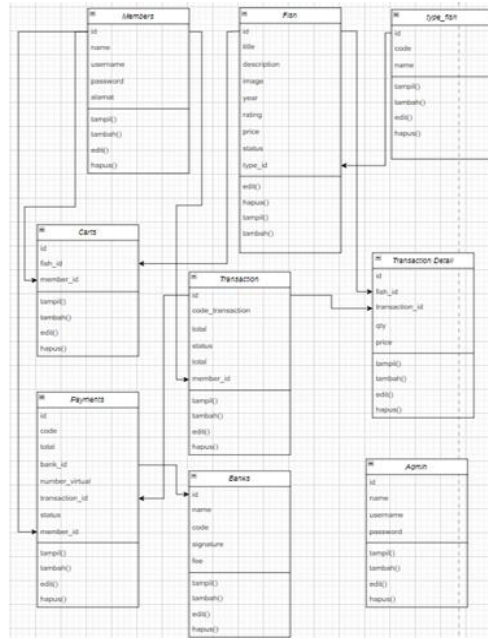 Members
id
name
username
password
alamat
tampil()
tambah()
edit()
hapus()
Fish
id
title
description
image
year
rating
price
status
type_id
edit()
hapus()
tampil()
tambah()
type_fish
id
code
name
tampil()
tambah()
edit()
hapus()
Carts
id
fish_id
member_id
tampil()
tambah()
edit()
hapus()
Transaction
id
code_transaction
total
status
total
member_id
tampil()
tambah()
edit()
hapus()
Transaction Detail
id
fish_id
transaction_id
qty
price
tampil()
tambah()
edit()
hapus()
Payments
id
code
total
bank_id
number_virtual
transaction_id
status
member_id
tampil()
tambah()
edit()
hapus()
Banks
id
name
code
signature
fee
tampil()
tambah()
edit()
hapus()
Admin
id
name
username
password
tampil()
tambah()
edit()
hapus()